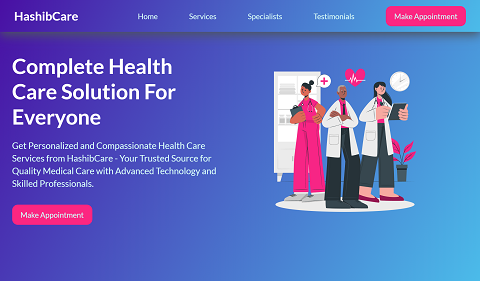 HashibCare
Home
Services
Specialists
Testimonials
Make Appointment
Complete Health
Care Solution For
Everyone
Get Personalized and Compassionate Health Care
Services from HashibCare - Your Trusted Source for
Quality Medical Care with Advanced Technology and
Skilled Professionals.
Make Appointment